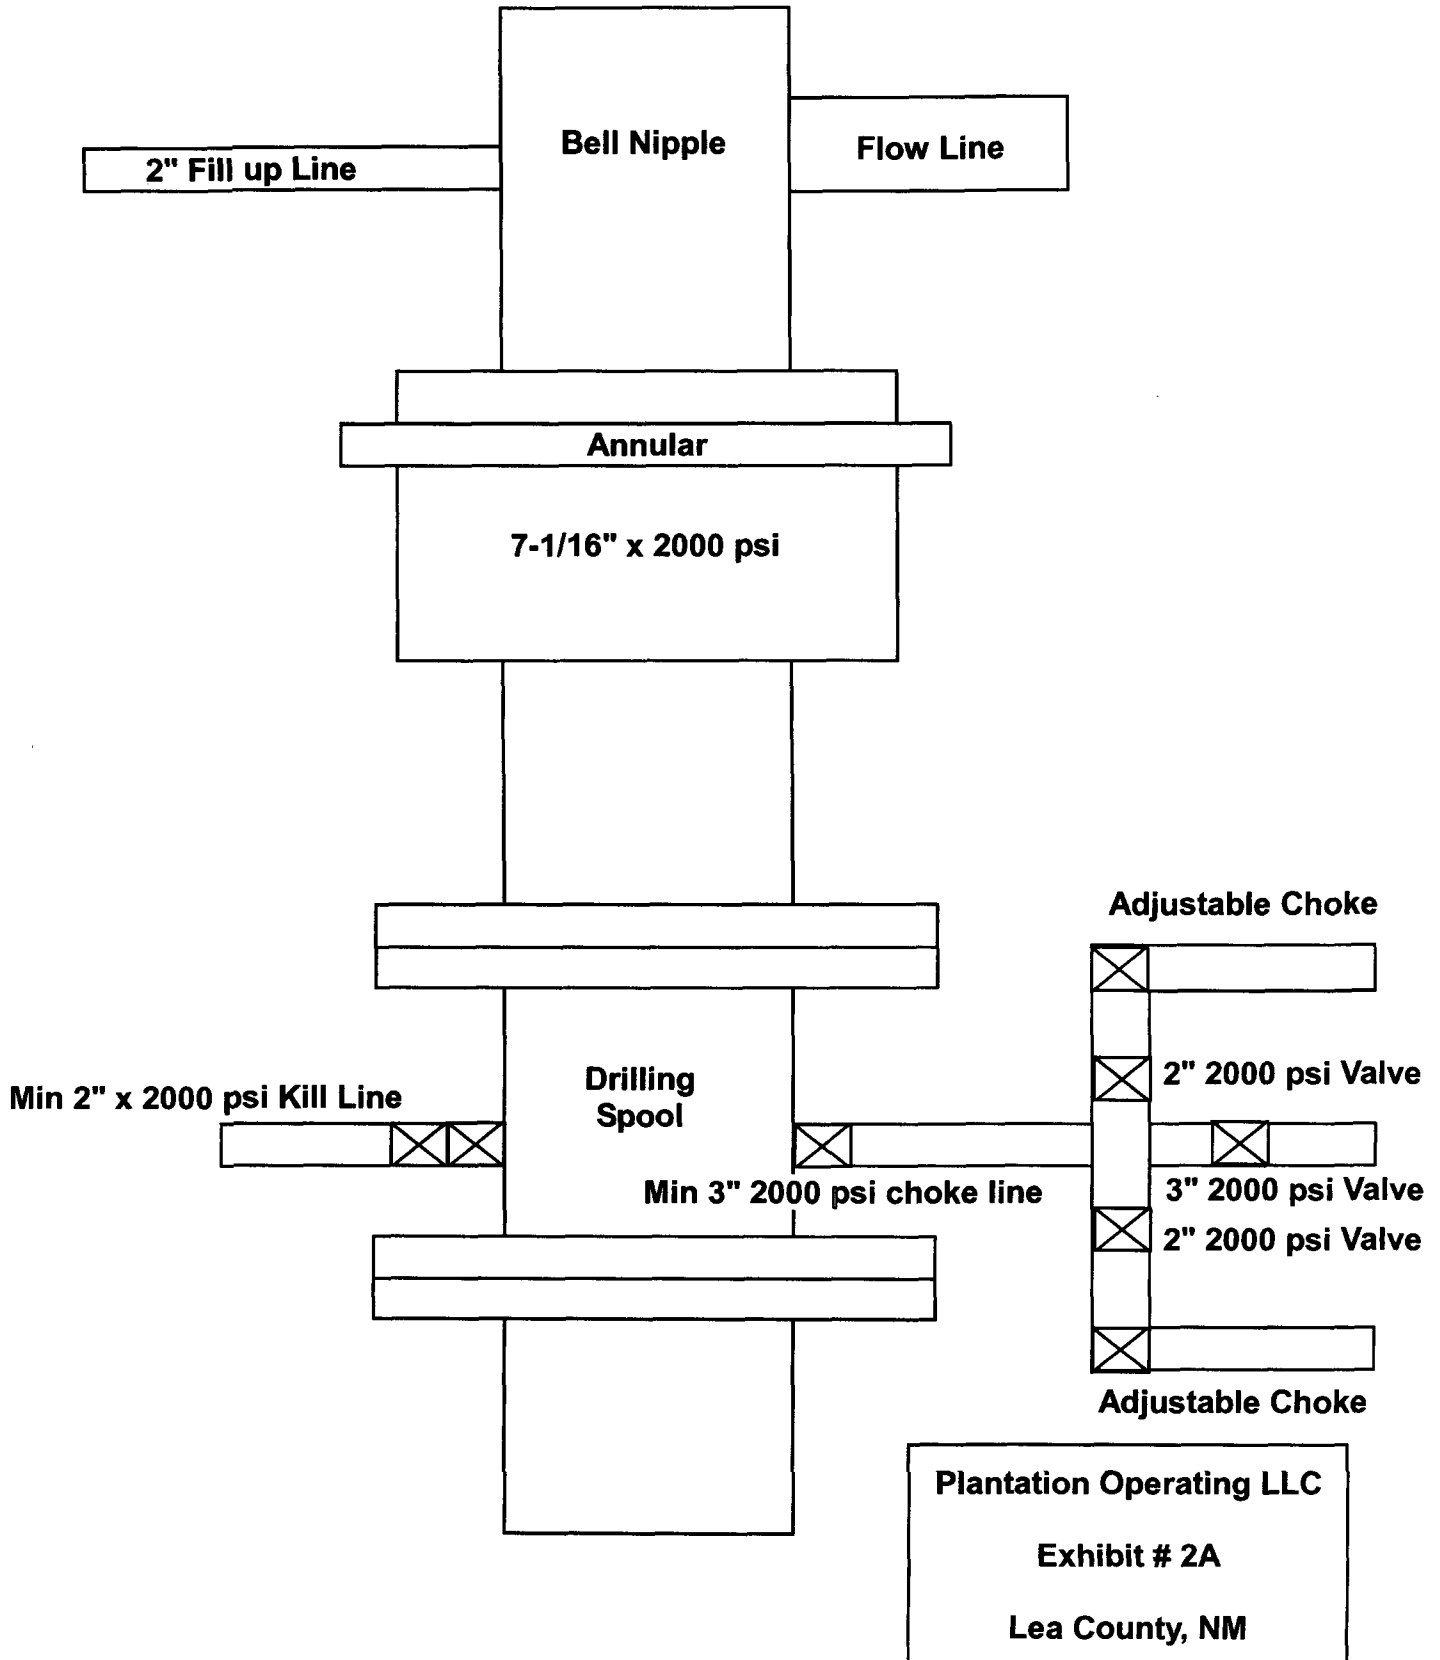 Bell Nipple
Flow Line
2" Fill up Line
Annular
7-1/16" x 2000 psi
Adjustable Choke
2" 2000 psi Valve
Drilling
Spool
Min 2" x 2000 psi Kill Line
Min 3" 2000 psi choke line
3" 2000 psi Valve
2" 2000 psi Valve
Adjustable Choke
Plantation Operating LLC
Exhibit # 2A
Lea County, NM